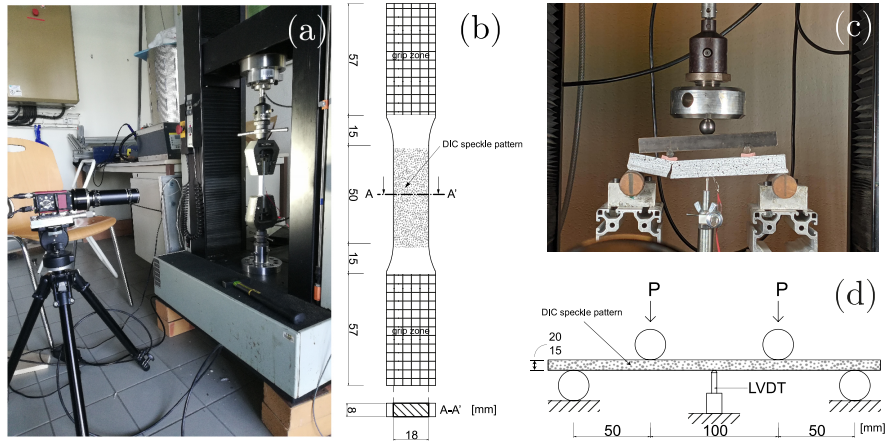 (a)
(b)
57
grip zone
15
DIC speckle pattern
A
A'
50
15
57
grip zone
8
A-A'
[mm]
18
(c)
(d)
P
P
DIC speckle pattern
20
15
LVDT
50
100
50
[mm]